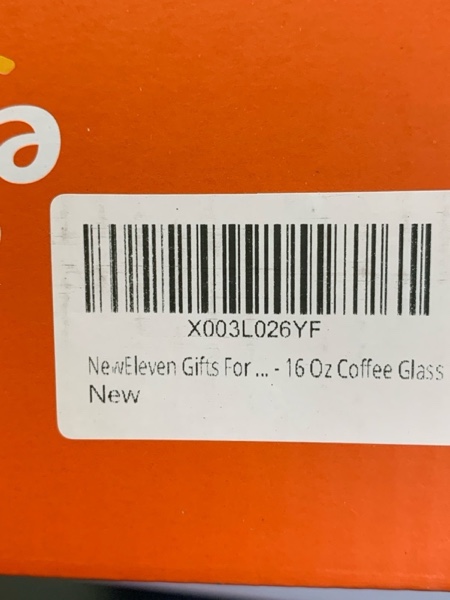 a
X003L026YF
NewEleven Gifts For ... - 16 Oz Coffee Glass
New